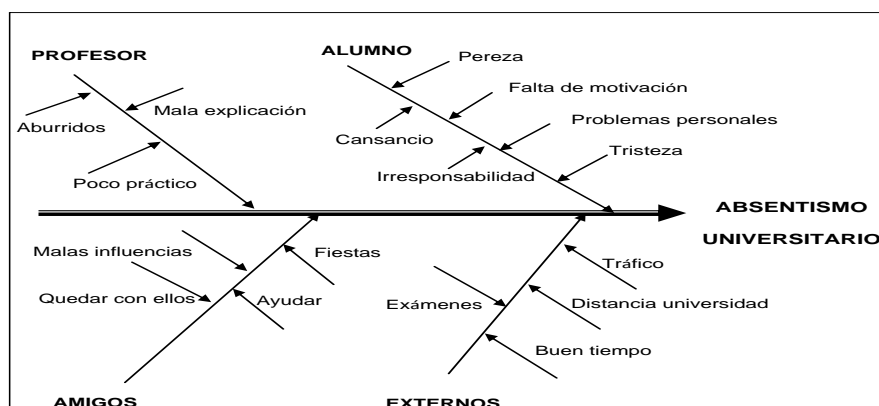 PROFESOR
ALUMNO
Pereza
Falta de motivación
Mala explicación
Problemas personales
Aburridos
Cansancio
Tristeza
Poco práctico
Irresponsabilidad
ABSENTISMO
UNIVERSITARIO
Malas influencias
Fiestas
Tráfico
Quedar con ellos
Ayudar
Exámenes
Distancia universidad
Buen tiempo
AMIGOS
EXTERNOS